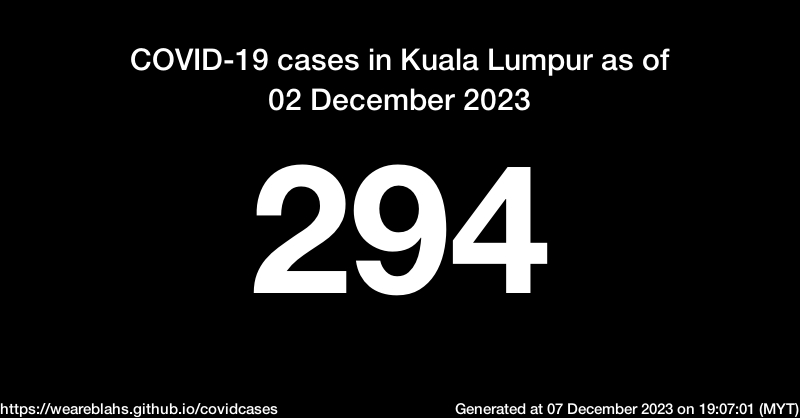 COVID-19 cases in Kuala Lumpur as of
02 December 2023
294
https://weareblahs.github.io/covidcases
Generated at 07 December 2023 on 19:07:01 (MYT)